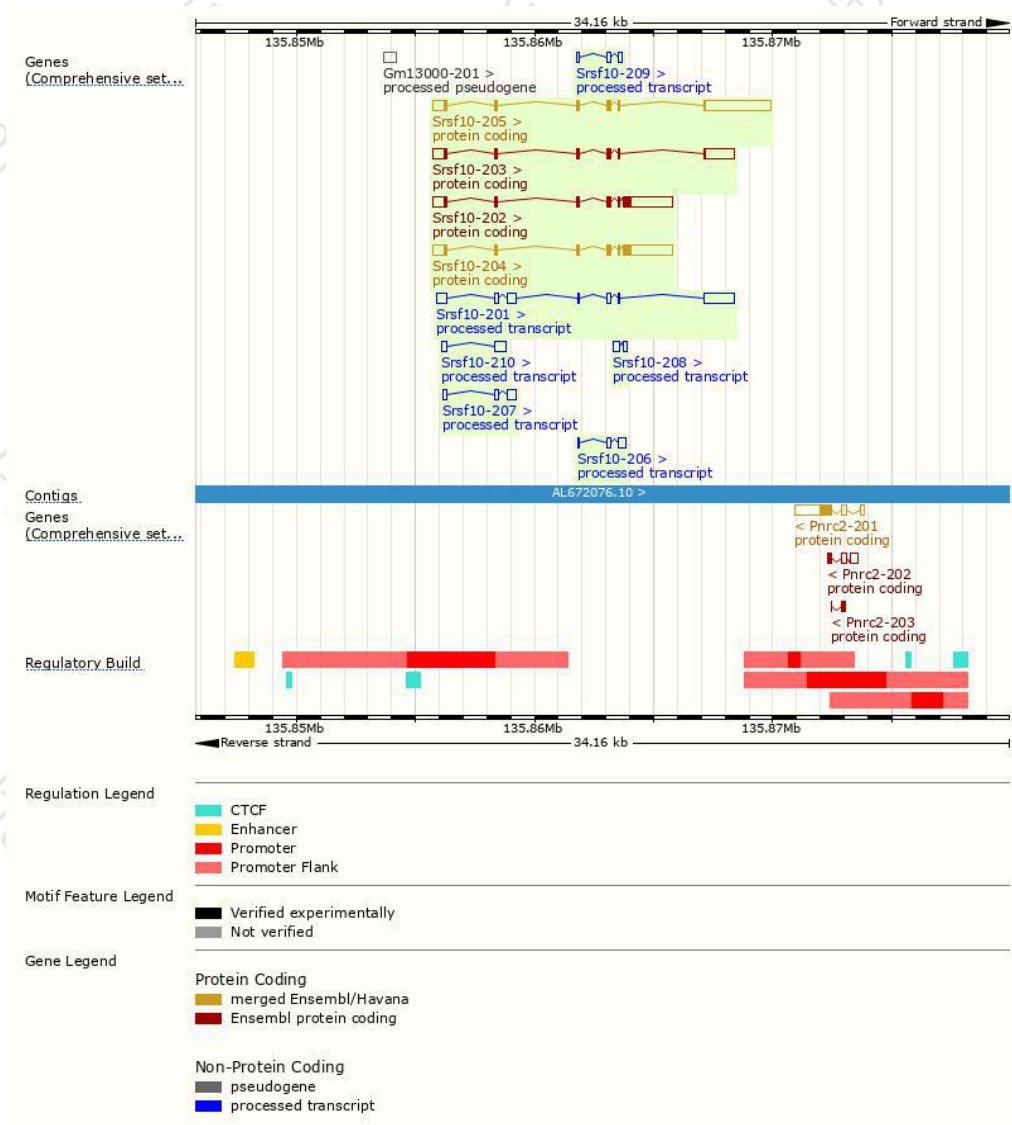 34.16 kb Forward strand
135.85Mb 135.86Mb 135.87Mb
Genes
(Comprehensive set...
Gm13000-201 >
processed pseudogene
Srsf10-209 >
processed transcript
Srsf10-205 >
protein coding
Srsf10-203 >
protein coding
Srsf10-202 >
protein coding
Srsf10-204 >
protein coding
Srsf10-201 >
processed transcript
Srsf10-210 >
processed transcript
Srsf10-208 >
processed transcript
Srsf10-207 >
processed transcript
Srsf10-206 >
processed transcript
Contigs
AL672076.10 >
Genes
(Comprehensive set...
< Pnrc2-201
protein coding
< Pnrc2-202
protein coding
< Pnrc2-203
protein coding
Regulatory Build
135.85Mb 135.86Mb 135.87Mb
Reverse strand 34.16 kb
Regulation Legend
CTCF
Enhancer
Promoter
Promoter Flank
Motif Feature Legend
Verified experimentally
Not verified
Gene Legend
Protein Coding
merged Ensembl/Havana
Ensembl protein coding
Non-Protein Coding
pseudogene
processed transcript